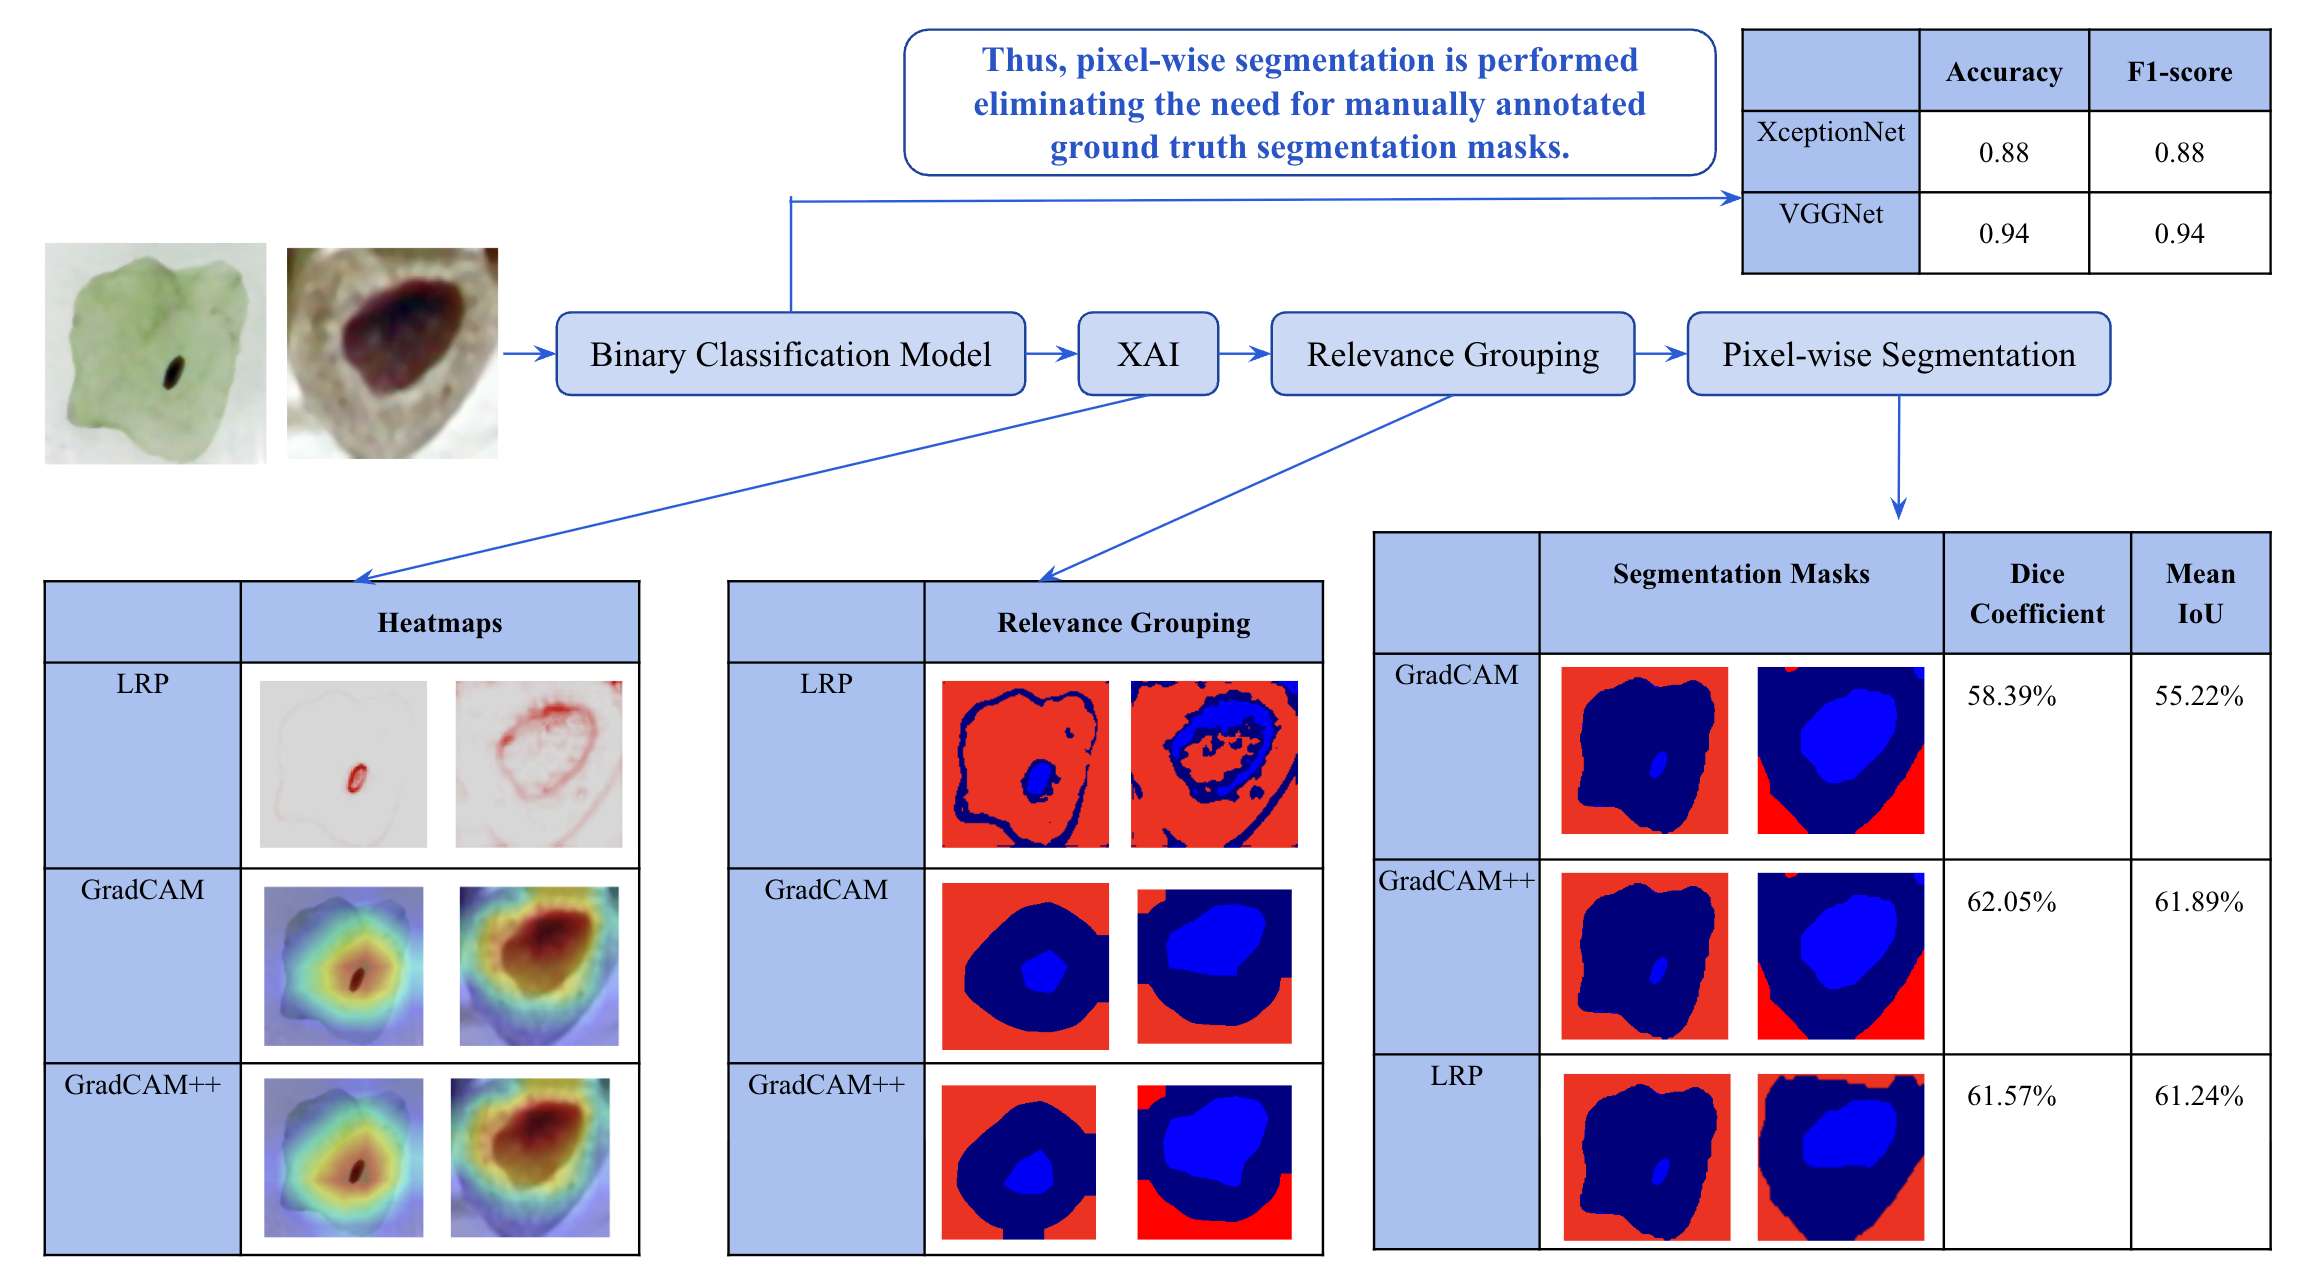 Thus, pixel-wise segmentation is performed
eliminating the need for manually annotated
ground truth segmentation masks.
Accuracy F1-score
XceptionNet 0.88 0.88
VGGNet 0.94 0.94
Binary Classification Model
XAI
Relevance Grouping
Pixel-wise Segmentation
Heatmaps
LRP
GradCAM
GradCAM++
Relevance Grouping
LRP
GradCAM
GradCAM++
Segmentation Masks Dice Mean
Coefficient IoU
GradCAM 58.39% 55.22%
GradCAM++ 62.05% 61.89%
LRP 61.57% 61.24%